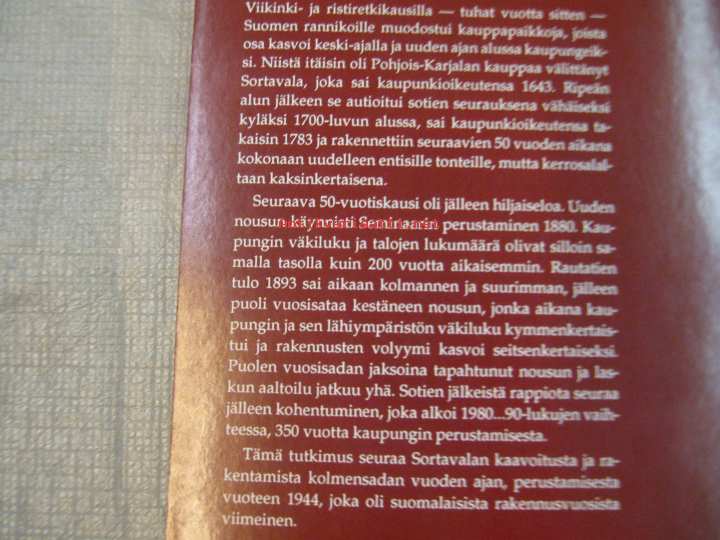 Viikinki- ja ristiretkikausilla — tuhat vuotta sitten —
Suomen rannikoille muodostui kauppapaikkoja, joista
osa kasvoi keski-ajalla ja uuden ajan alussa kaupungeik-
si. Niistä itäisin oli Pohjois-Karjalan kauppaa välittänyt
Sortavala, joka sai kaupunkioikeutensa 1643. Ripeän
alun jälkeen se autioitui sotien seurauksena vähäiseksi
kyläksi 1700-luvun alussa, sai kaupunkioikeutensa ta-
kaisin 1783 ja rakennettiin seuraavien 50 vuoden aikana
kokonaan uudelleen entisille tonteille, mutta kerrosalal-
taan kaksinkertaisena.
Seuraava 50-vuotiskausi oli jälleen hiljaiseloa. Uuden
nousun käynnisti Seminaarin perustaminen 1880. Kau-
pungin väkiluku ja talojen lukumäärä olivat silloin sa-
malla tasolla kuin 200 vuotta aikaisemmin. Rautatien
tulo 1893 sai aikaan kolmannen ja suurimman, jälleen
puoli vuosisataa kestäneen nousun, jonka aikana kau-
pungin ja sen lähiympäristön väkiluku kymmenkertais-
tui ja rakennusten volyymi kasvoi seitsenkertaiseksi.
Puolen vuosisadan jaksoina tapahtunut nousun ja las-
kun aaltoilu jatkuu yhä. Sotien jälkeistä rappiota seuraa
jälleen kohentuminen, joka alkoi 1980...90-lukujen vaih-
teessa, 350 vuotta kaupungin perustamisesta.
Tämä tutkimus seuraa Sortavalan kaavoitusta ja ra-
kentamista kolmensadan vuoden ajan, perustamisesta
vuoteen 1944, joka oli suomalaisista rakennusvuosista
viimeinen.